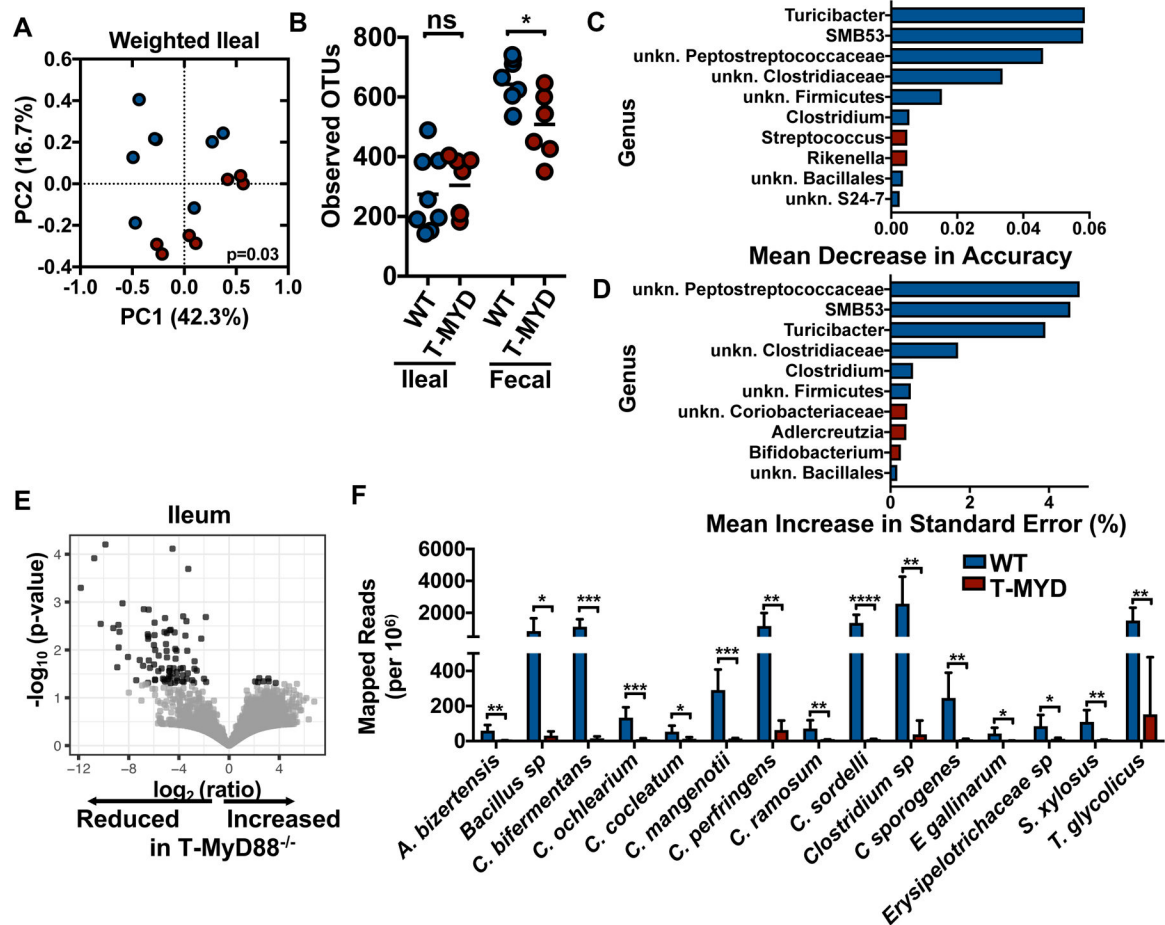 A
Weighted Ileal
PC2 (16.7%)
0.6
0.4
0.2
0.0
-0.2
-0.4
p=0.03
-1.0 -0.5 0.0 0.5 1.0
PC1 (42.3%)
B
ns
*
Observed OTUs
800
600
400
200
0
WT
T-MYD
WT
T-MYD
Ileal
Fecal
C
Genus
Turicibacter
SMB53
unkn. Peptostreptococcaceae
unkn. Clostridiaceae
unkn. Firmicutes
Clostridium
Streptococcus
Rikenella
unkn. Bacillales
unkn. S24-7
0.00 0.02 0.04 0.06
Mean Decrease in Accuracy
D
Genus
unkn. Peptostreptococcaceae
SMB53
Turicibacter
unkn. Clostridiaceae
Clostridium
unkn. Firmicutes
unkn. Coriobacteriaceae
Adlercreutzia
Bifidobacterium
unkn. Bacillales
0 2 4
Mean Increase in Standard Error (%)
E
Ileum
-log10 (p-value)
4
3
2
1
0
−12 −8 −4 0 4
log2 (ratio)
Reduced Increased
in T-MyD88-/-
F
Mapped Reads
(per 10^6)
6000
4000
2000
400
200
0
WT
T-MYD
** * *** *** * *** ** ** **** ** ** * * ** **
A. bizertensis
Bacillus sp
C. bifermentans
C. ochlearium
C. cocleatum
C. mangenotii
C. perfringens
C. ramosum
C. sordelli
Clostridium sp
C sporogenes
E gallinarum
Erysipelotrichaceae sp
S. xylosus
T. glycolicus